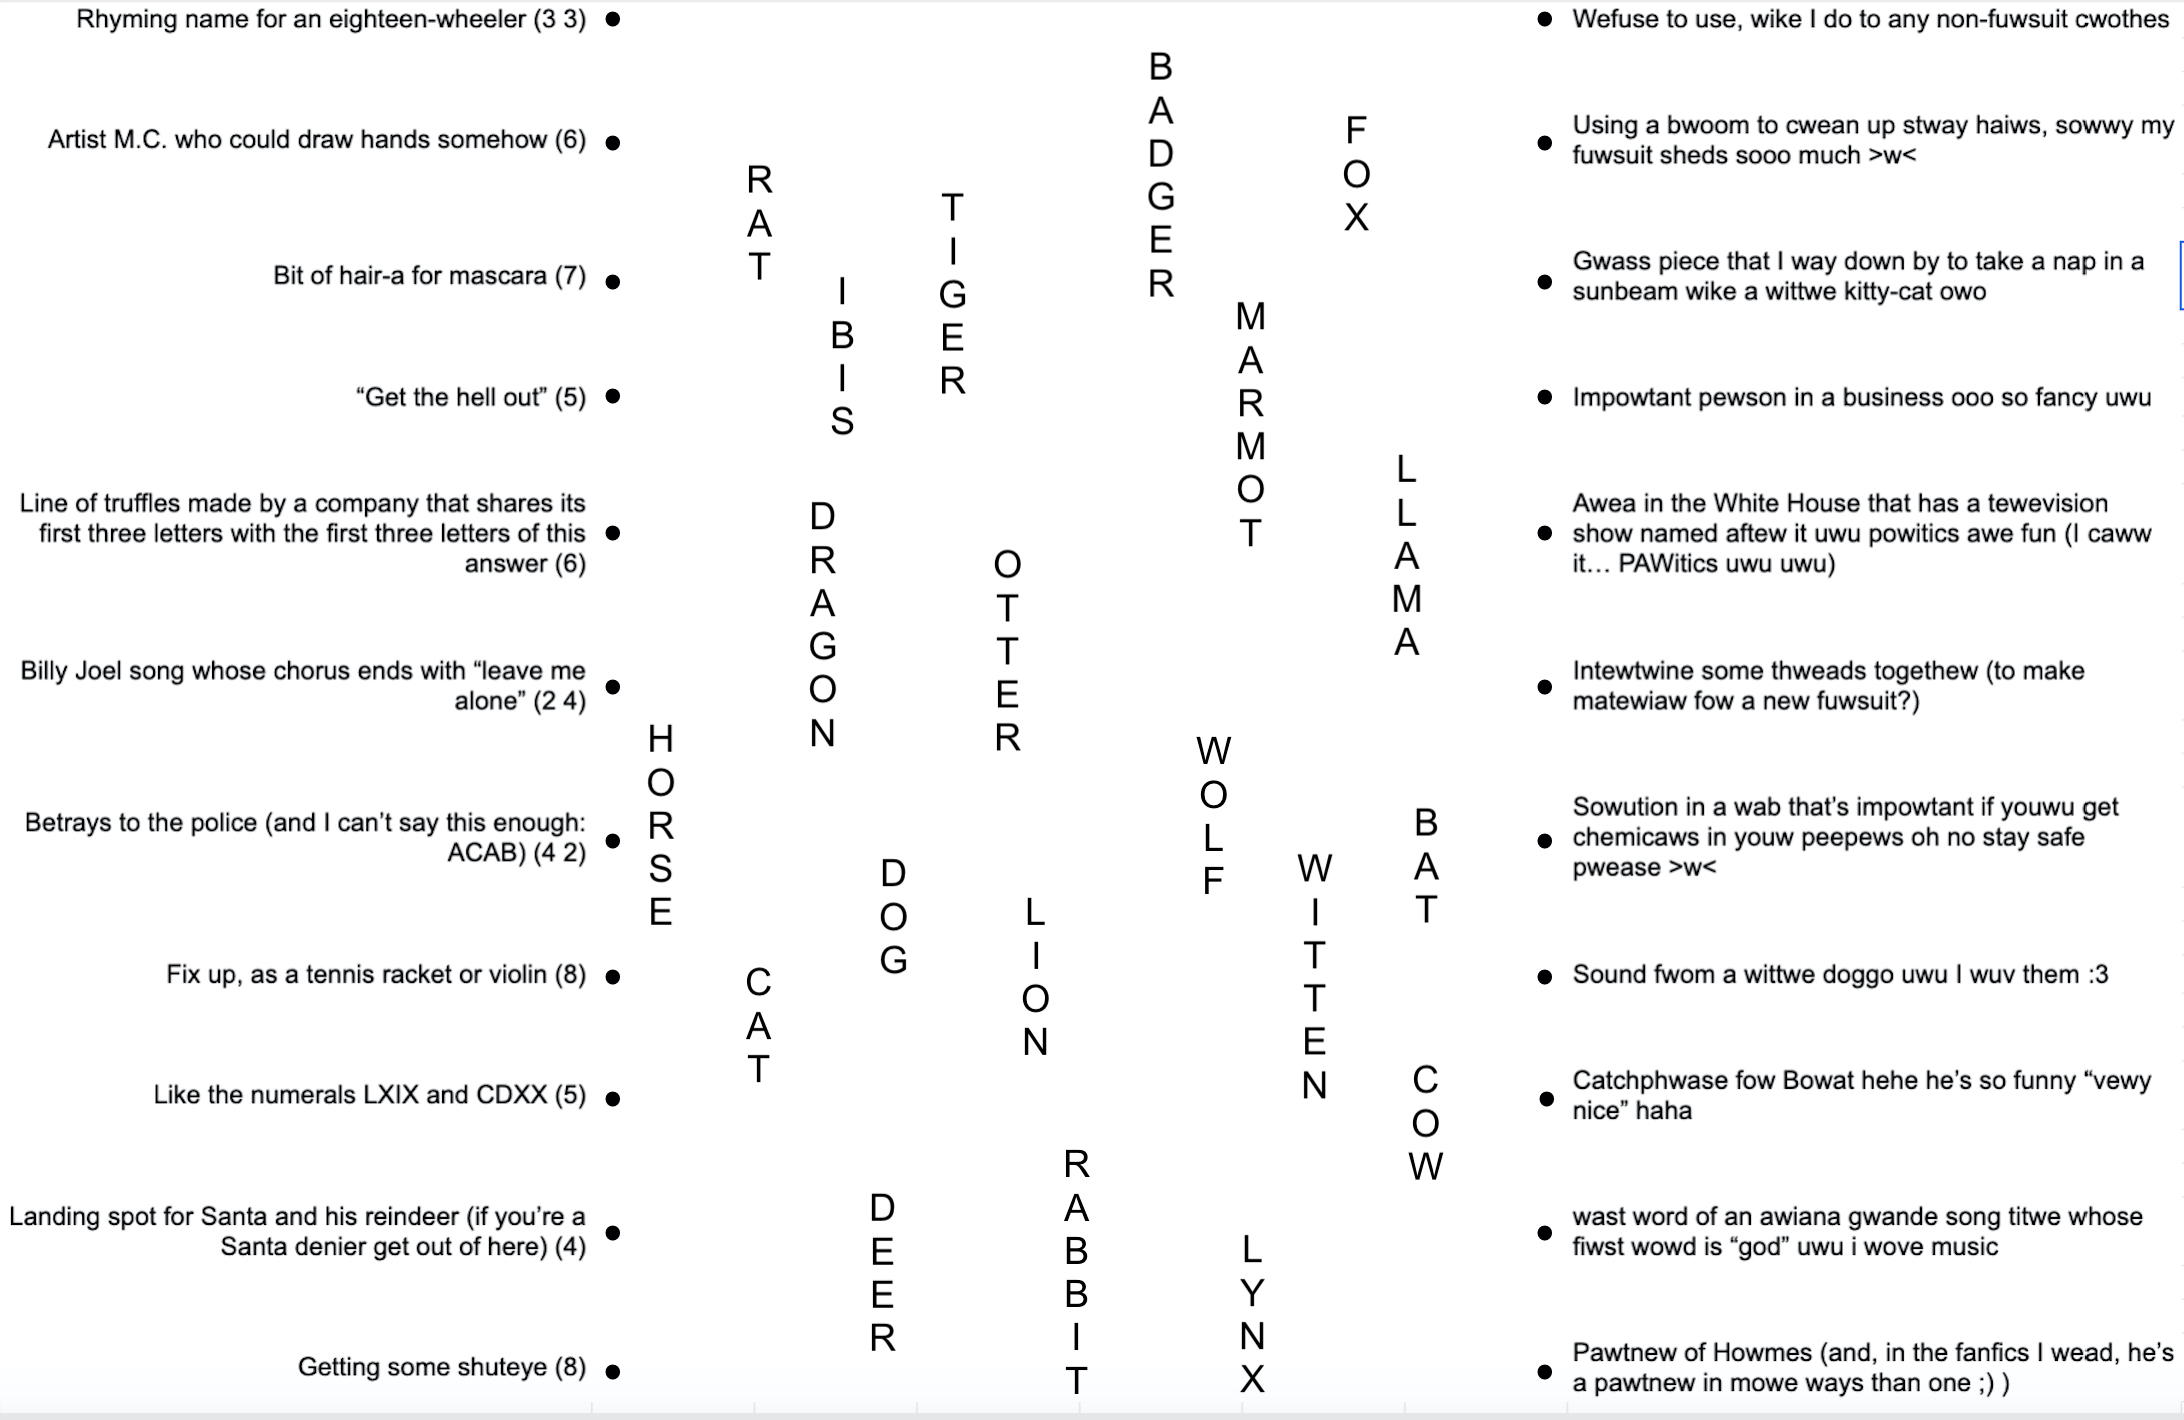 Rhyming name for an eighteen-wheeler (3 3)
Artist M.C. who could draw hands somehow (6)
Bit of hair-a for mascara (7)
“Get the hell out” (5)
Line of truffles made by a company that shares its
first three letters with the first three letters of this
answer (6)
Billy Joel song whose chorus ends with “leave me
alone” (2 4)
Betrays to the police (and I can’t say this enough:
ACAB) (4 2)
Fix up, as a tennis racket or violin (8)
Like the numerals LXIX and CDXX (5)
Landing spot for Santa and his reindeer (if you’re a
Santa denier get out of here) (4)
Getting some shuteye (8)
HORSE
RAT
CAT
IBIS
DRAGON
DOG
DEER
TIGER
OTTER
LION
RABBIT
BADGER
WOLF
MARMOT
LYNX
WITTEN
FOX
LLAMA
BAT
COW
Wefuse to use, wike I do to any non-fuwsuit cwothes
Using a bwoom to cwean up stway haiws, sowwy my
fuwsuit sheds sooo much >w<
Gwass piece that I way down by to take a nap in a
sunbeam wike a wittwe kitty-cat owo
Impowtant pewson in a business ooo so fancy uwu
Awea in the White House that has a tewevision
show named aftew it uwu powitics awe fun (I caww
it… PAWitics uwu uwu)
Intewtwine some thweads togethew (to make
matewiaw fow a new fuwsuit?)
Sowution in a wab that’s impowtant if youwu get
chemicaws in youw peepews oh no stay safe
pwease >w<
Sound fwom a wittwe doggo uwu I wuv them :3
Catchphwase fow Bowat hehe he’s so funny “vewy
nice” haha
wast word of an awiana gwande song titwe whose
fiwst wowd is “god” uwu i wove music
Pawtnew of Howmes (and, in the fanfics I wead, he’s
a pawtnew in mowe ways than one ;) )